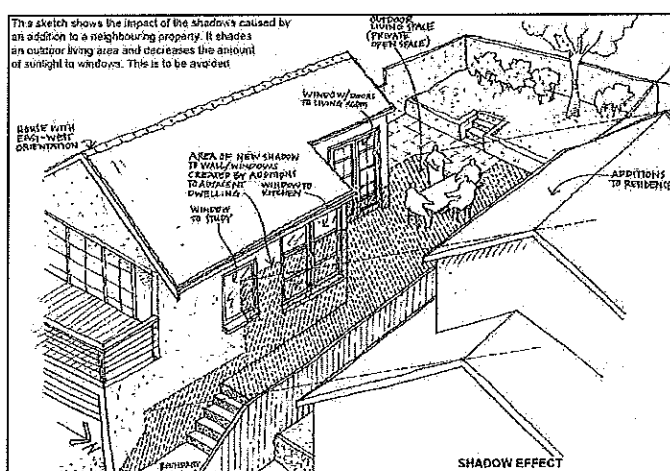 This sketch shows the impact of the shadows caused by
an addition to a neighbouring property. It shades
an outdoor living area and decreases the amount
of sunlight to windows. This is to be avoided
OUTDOOR
LIVING SPACE
(PRIVATE
OPEN SPACE)
WINDOW/DOORS
TO LIVING ROOM
HOUSE WITH
EAST-WEST
ORIENTATION
AREA OF NEW SHADOW
TO WALL/WINDOWS
CREATED BY ADDITIONS
TO ADJACENT
DWELLING
WINDOW TO
KITCHEN
WINDOW
TO STUDY
ADDITIONS
TO RESIDENCE
N
SHADOW EFFECT